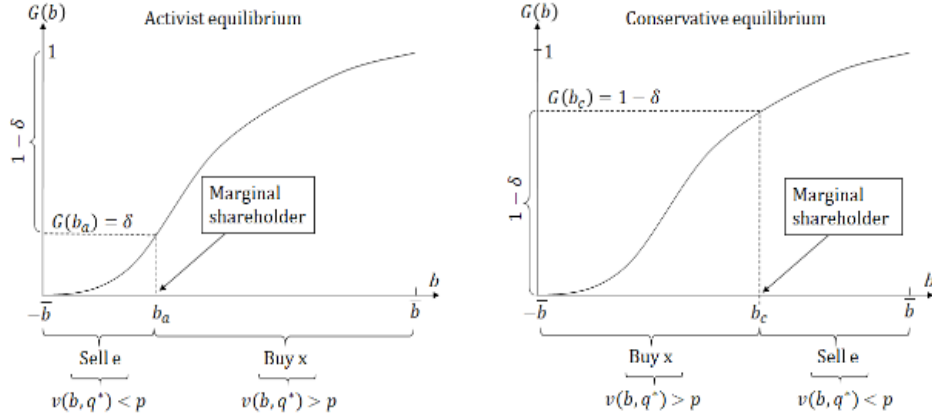 G(b)
Activist equilibrium
1
1 − δ
G(b_a) = δ
Marginal
shareholder
b
−b̅
b_a
b̅
Sell e
Buy x
v(b, q*) < p
v(b, q*) > p
G(b)
Conservative equilibrium
1
G(b_c) = 1 − δ
1 − δ
Marginal
shareholder
b
−b̅
b_c
b̅
Buy x
Sell e
v(b, q*) > p
v(b, q*) < p